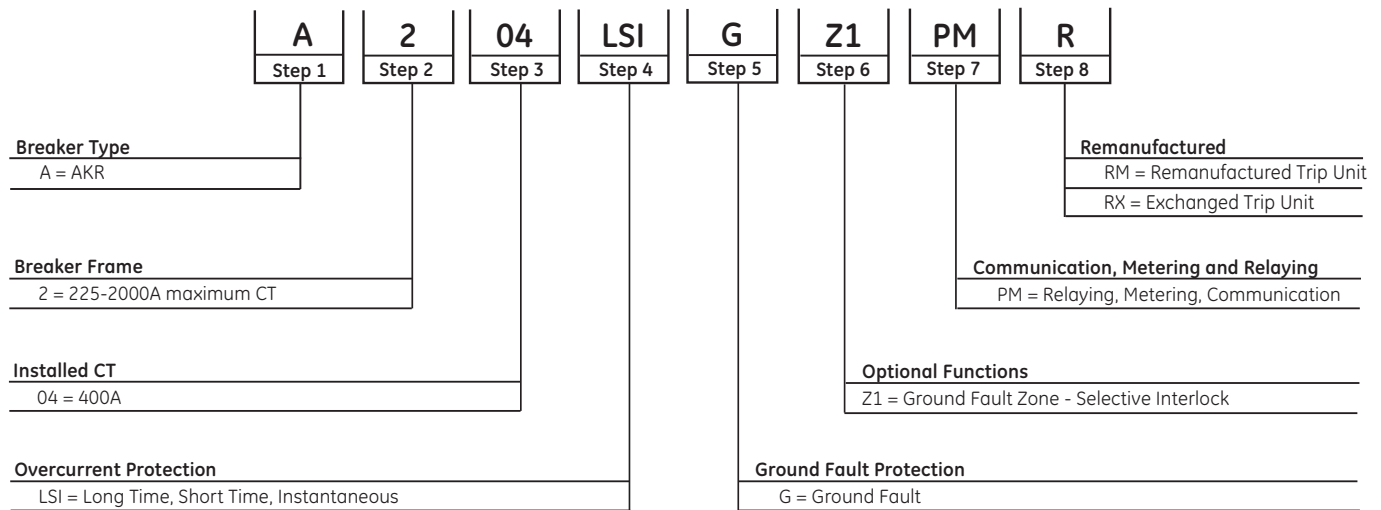 A 2 04 LSI G Z1 PM R
Step 1 Step 2 Step 3 Step 4 Step 5 Step 6 Step 7 Step 8
Breaker Type
A = AKR
Remanufactured
RM = Remanufactured Trip Unit
RX = Exchanged Trip Unit
Breaker Frame
2 = 225-2000A maximum CT
Communication, Metering and Relaying
PM = Relaying, Metering, Communication
Installed CT
04 = 400A
Optional Functions
Z1 = Ground Fault Zone - Selective Interlock
Overcurrent Protection
LSI = Long Time, Short Time, Instantaneous
Ground Fault Protection
G = Ground Fault